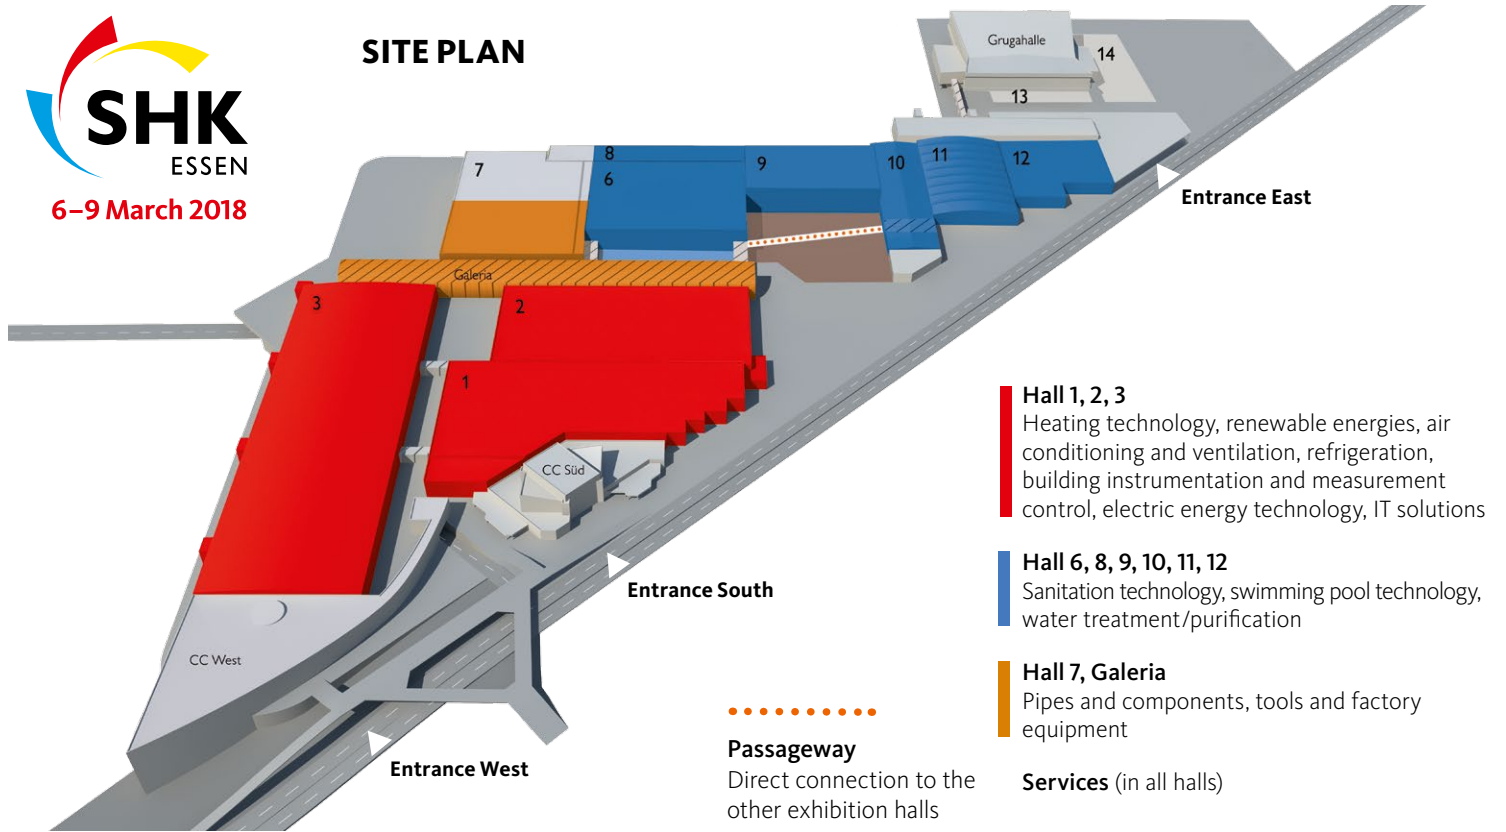 SHK
ESSEN
6–9 March 2018
SITE PLAN
Grugahalle
14
13
7
8
6
9
10
11
12
Entrance East
Galeria
3
2
1
CC Süd
CC West
Entrance South
Entrance West
Passageway
Direct connection to the
other exhibition halls
Hall 1, 2, 3
Heating technology, renewable energies, air
conditioning and ventilation, refrigeration,
building instrumentation and measurement
control, electric energy technology, IT solutions
Hall 6, 8, 9, 10, 11, 12
Sanitation technology, swimming pool technology,
water treatment/purification
Hall 7, Galeria
Pipes and components, tools and factory
equipment
Services (in all halls)